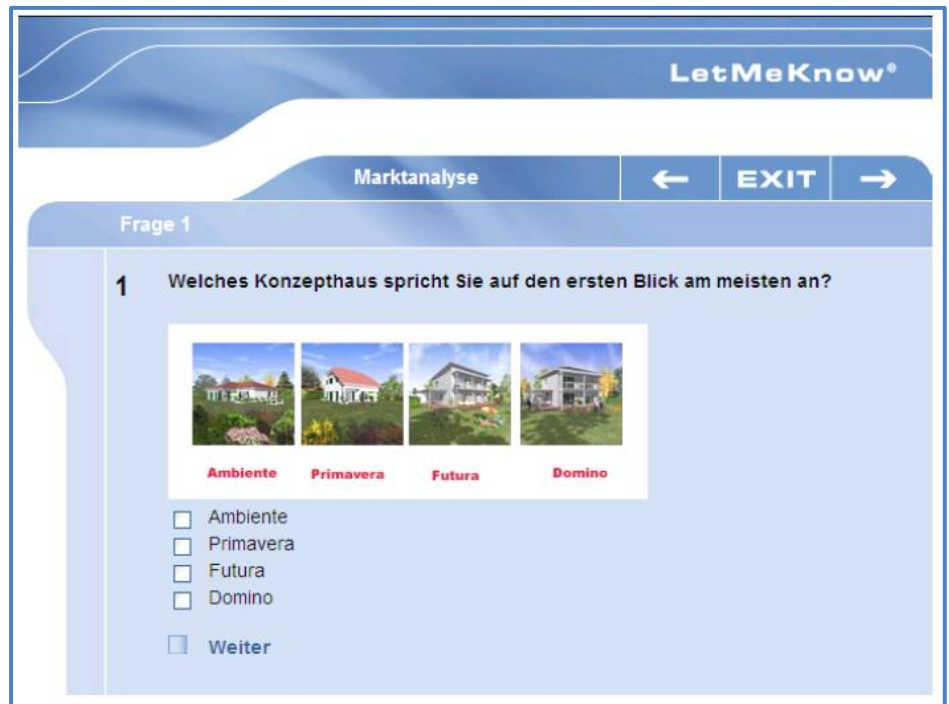 LetMeKnow®
Marktanalyse
← EXIT →
Frage 1
1 Welches Konzepthaus spricht Sie auf den ersten Blick am meisten an?
Ambiente Primavera Futura Domino
Ambiente
Primavera
Futura
Domino
Weiter